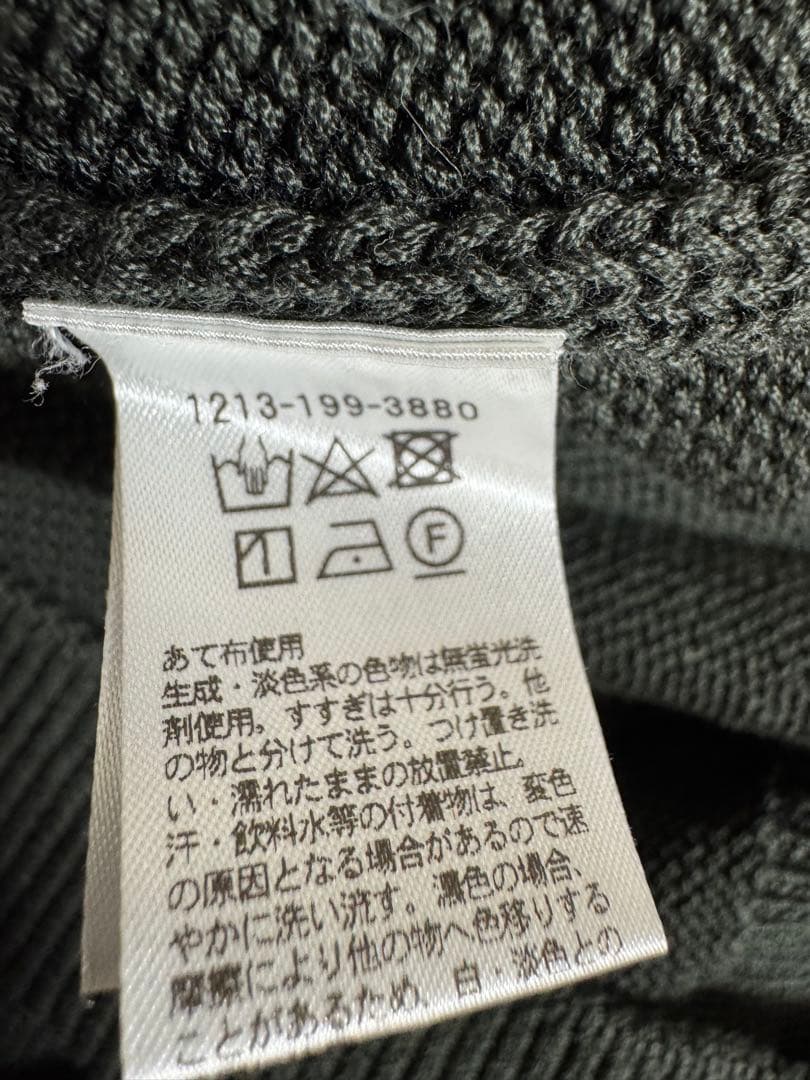 1213-199-3880
F
あて布使用
生成・淡色系の色物は無蛍光洗
剤使用。すすぎは十分行う。他
の物と分けて洗う。つけ置き洗
い・濡れたままの放置禁止。
汗・飲料水等の付着物は、変色
の原因となる場合があるので速
やかに洗い流す。濃色の場合、
摩擦により他の物へ色移りする
ことがあるため、白・淡色との